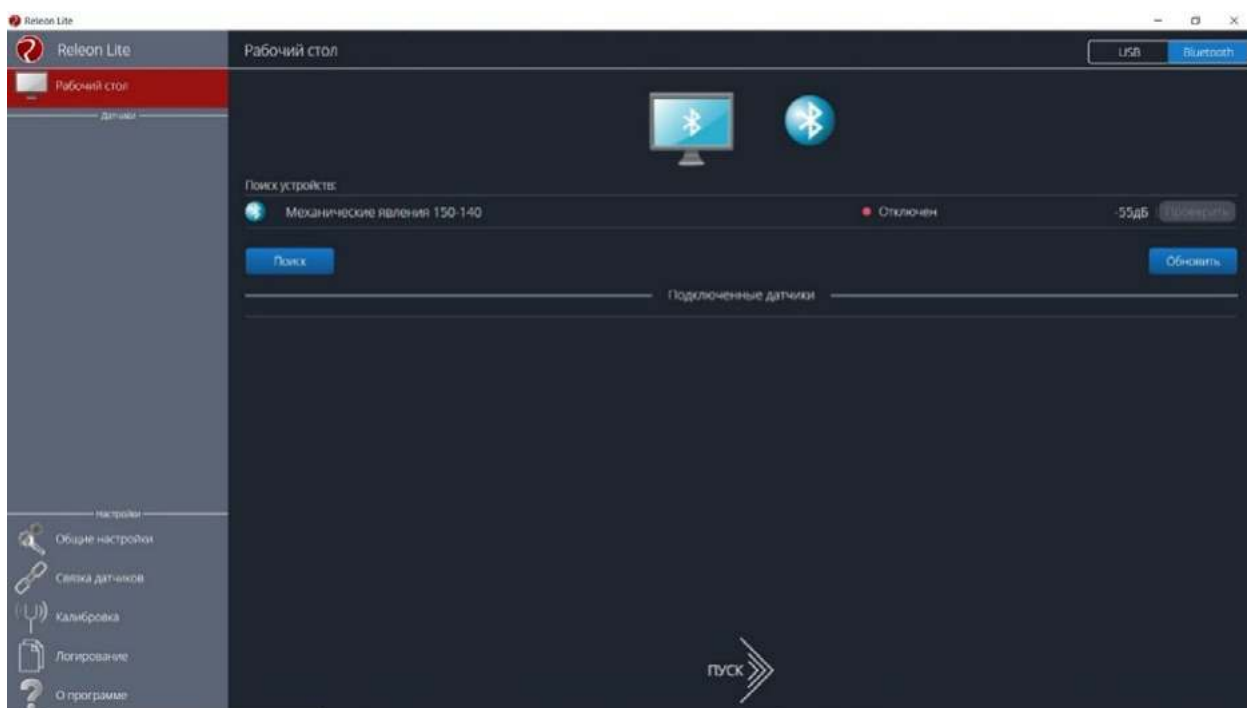 Releon Lite
Releon Lite
Рабочий стол
USB
Bluetooth
Рабочий стол
Датчики
Поиск устройств:
Механические явления 150-140
Отключен
-55дБ
Проверить
Поиск
Обновить
Подключенные датчики
Настройки
Общие настройки
Связка датчиков
Калибровка
Логирование
О программе
ПУСК